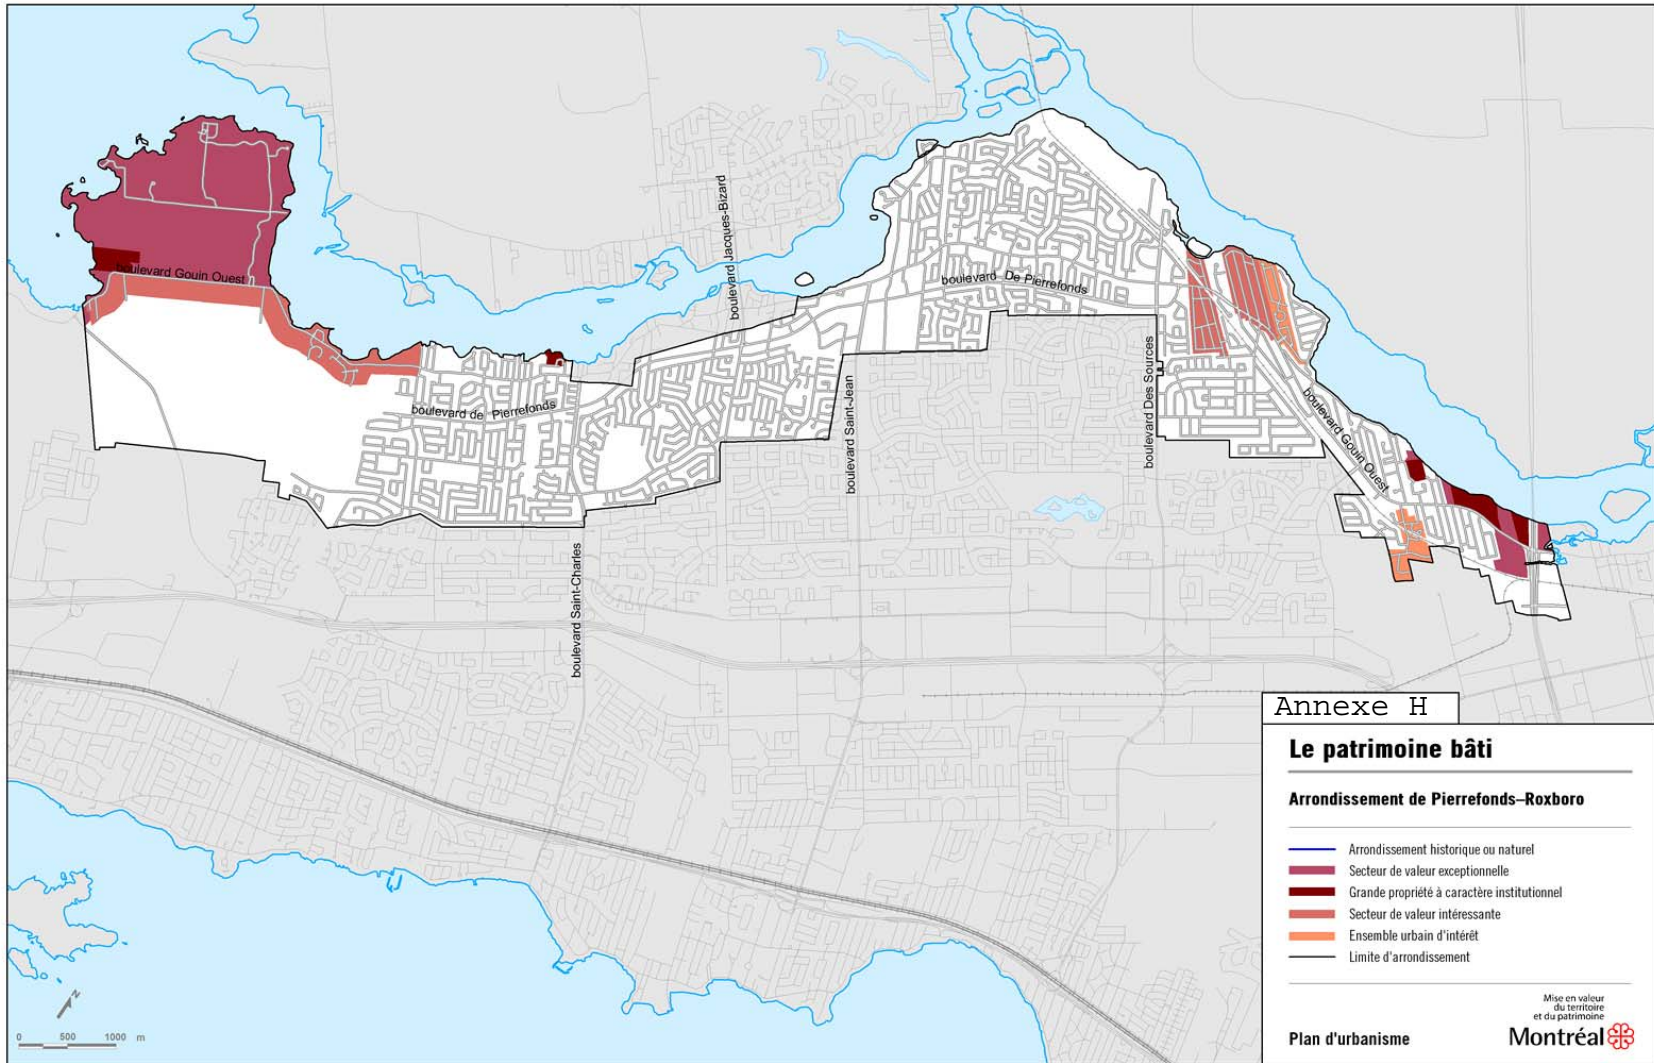 boulevard Jacques-Bizard
boulevard Gouin Ouest
boulevard De Pierrefonds
boulevard de Pierrefonds
boulevard Saint-Jean
boulevard Des Sources
boulevard Gouin Ouest
boulevard Saint-Charles
Annexe H
Le patrimoine bâti
Arrondissement de Pierrefonds–Roxboro
Arrondissement historique ou naturel
Secteur de valeur exceptionnelle
Grande propriété à caractère institutionnel
Secteur de valeur intéressante
Ensemble urbain d'intérêt
Limite d'arrondissement
Mise en valeur
du territoire
et du patrimoine
Plan d'urbanisme
Montréal
N
0 500 1000 m